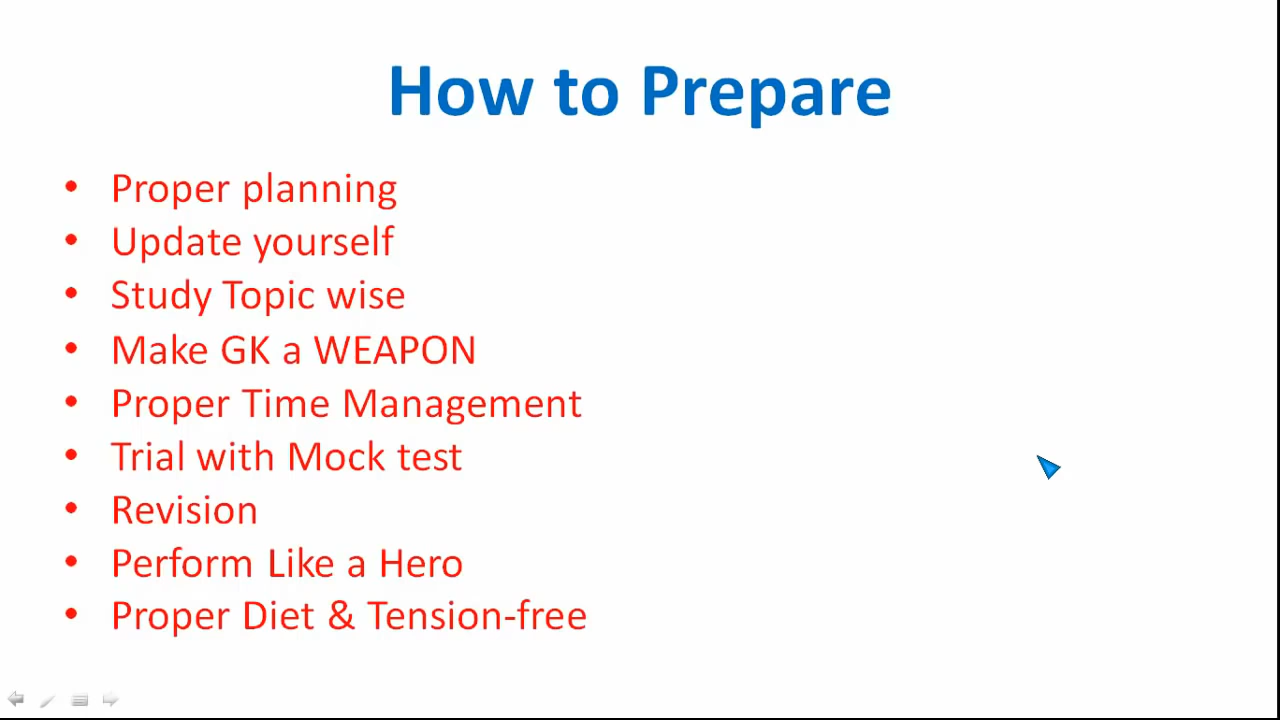 How to Prepare
• Proper planning
• Update yourself
• Study Topic wise
• Make GK a WEAPON
• Proper Time Management
• Trial with Mock test
• Revision
• Perform Like a Hero
• Proper Diet & Tension-free